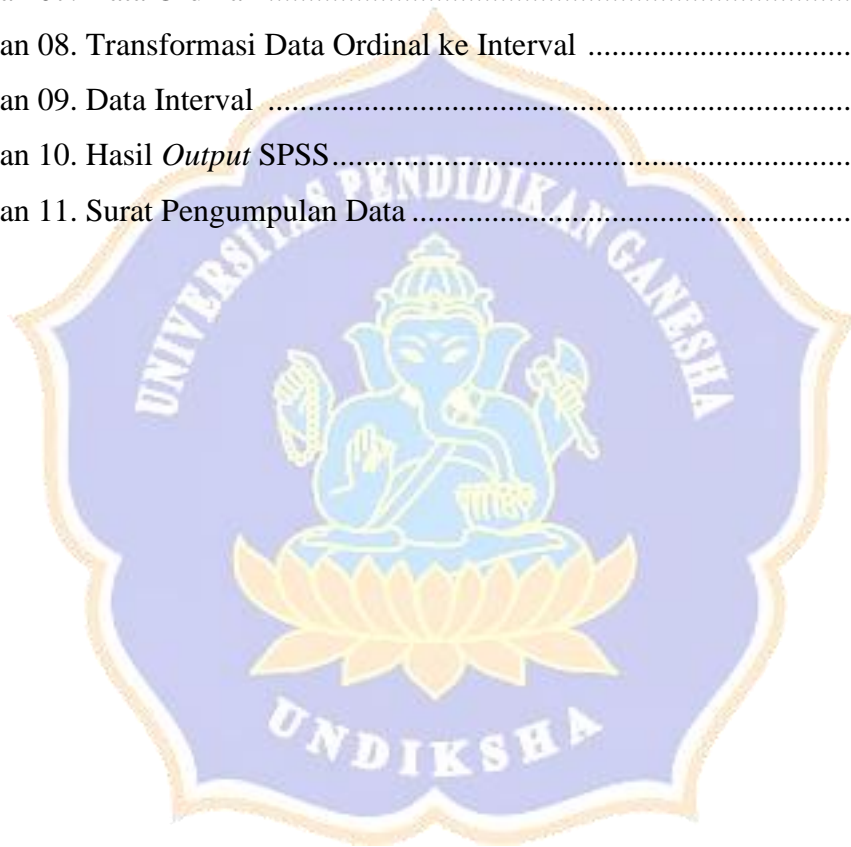 an 08. Transformasi Data Ordinal ke Interval ................................
an 09. Data Interval ........................................................................
an 10. Hasil Output SPSS................................................................
an 11. Surat Pengumpulan Data ......................................................
UNIVERSITAS PENDIDIKAN GANESHA
UNDIKSHA